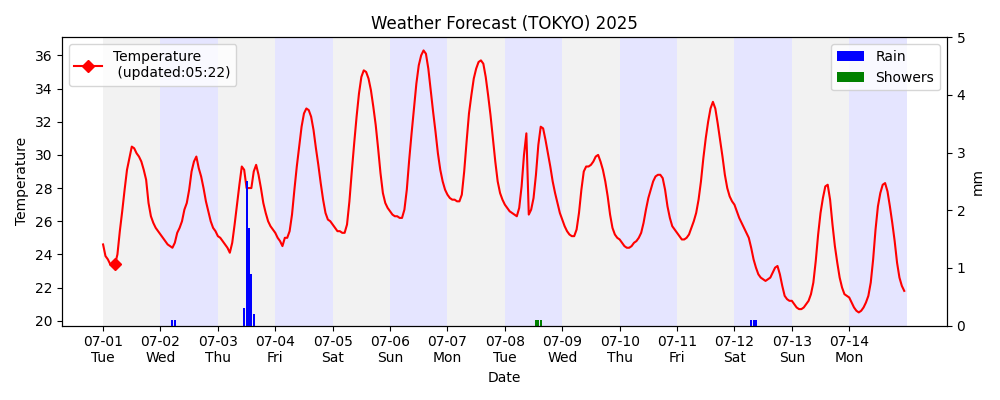 Weather Forecast (TOKYO) 2025
Temperature
(updated:05:22)
Rain
Showers
36
34
32
30
28
26
24
22
20
Temperature
5
4
3
2
1
0
mm
07-01 07-02 07-03 07-04 07-05 07-06 07-07 07-08 07-09 07-10 07-11 07-12 07-13 07-14
Tue Wed Thu Fri Sat Sun Mon Tue Wed Thu Fri Sat Sun Mon
Date